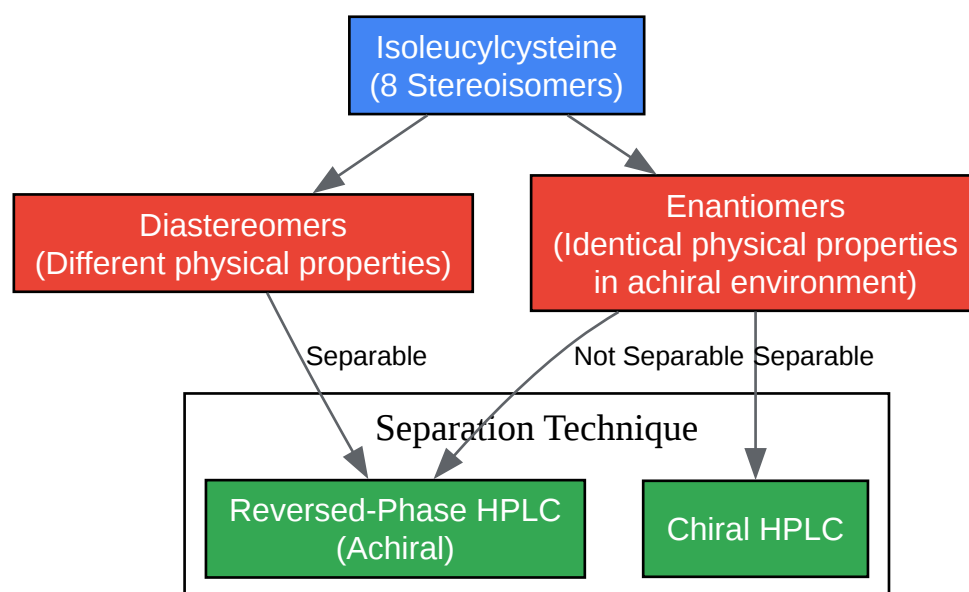 Isoleucylcysteine
(8 Stereoisomers)
Diastereomers
(Different physical properties)
Enantiomers
(Identical physical properties
in achiral environment)
Separable
Not Separable
Separable
Separation Technique
Reversed-Phase HPLC
(Achiral)
Chiral HPLC